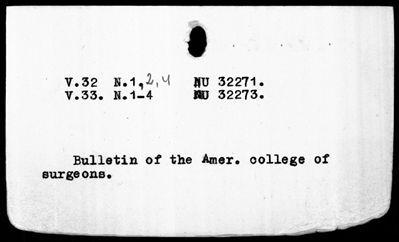 V.32 N.1,2,4 NU 32271.
V.33. N.1-4 NU 32273.
Bulletin of the Amer. college of
surgeons.